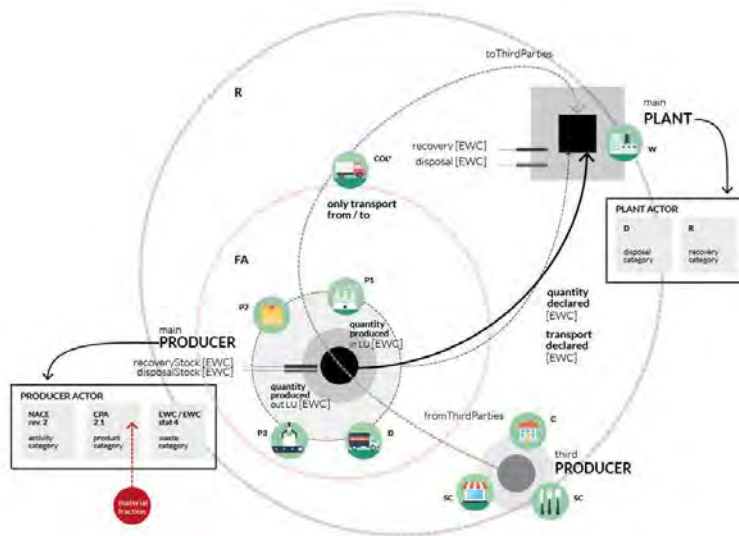 toThirdParties
R
main
PLANT
W
recovery [EWC]
disposal [EWC]
COL*
only transport
from / to
PLANT ACTOR
D
disposal
category
R
recovery
category
FA
P1
P2
quantity
produced
in LU [EWC]
main
PRODUCER
recoveryStock [EWC]
disposalStock [EWC]
quantity
declared
[EWC]
transport
declared
[EWC]
quantity
produced
out LU [EWC]
P3
D
PRODUCER ACTOR
NACE
rev. 2
activity
category
CPA
2.1
product
category
EWC / EWC
stat 4
waste
category
material
fraction
fromThirdParties
C
third
PRODUCER
SC
SC